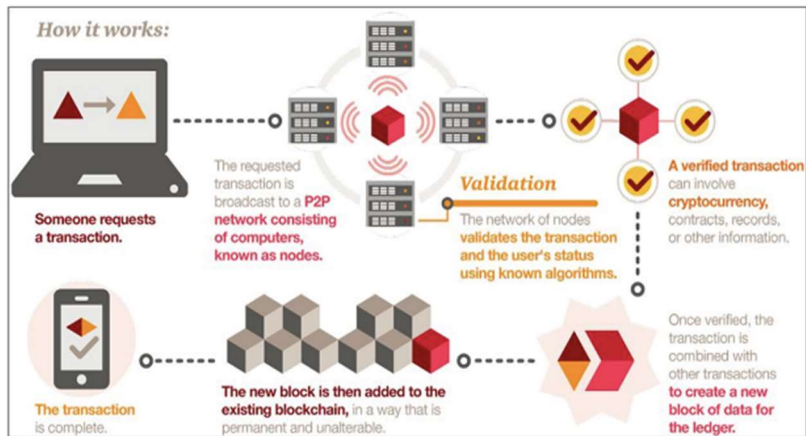 How it works:
Someone requests
a transaction.
The requested
transaction is
broadcast to a P2P
network consisting
of computers,
known as nodes.
Validation
The network of nodes
validates the transaction
and the user's status
using known algorithms.
A verified transaction
can involve
cryptocurrency,
contracts, records,
or other information.
Once verified, the
transaction is
combined with
other transactions
to create a new
block of data for
the ledger.
The new block is then added to the
existing blockchain, in a way that is
permanent and unalterable.
The transaction
is complete.